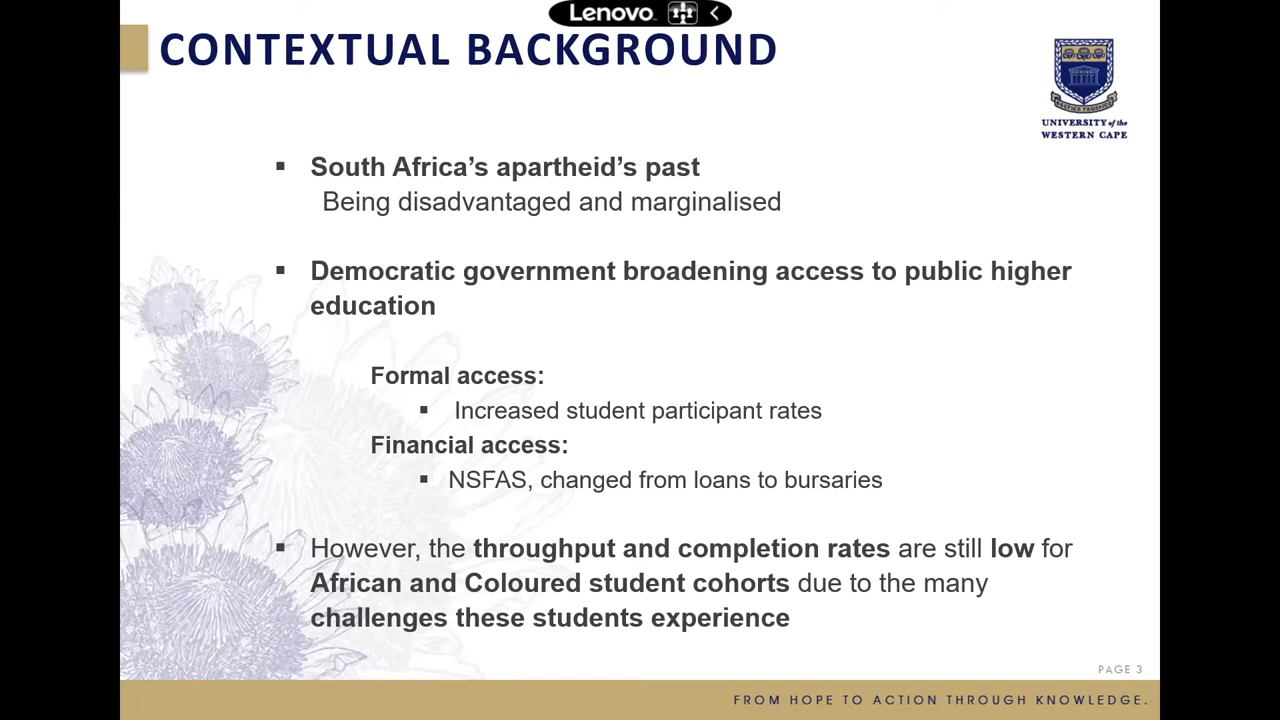 Lenovo
CONTEXTUAL BACKGROUND
UNIVERSITY of the
WESTERN CAPE
▪ South Africa’s apartheid’s past
Being disadvantaged and marginalised
▪ Democratic government broadening access to public higher
education
Formal access:
▪ Increased student participant rates
Financial access:
▪ NSFAS, changed from loans to bursaries
▪ However, the throughput and completion rates are still low for
African and Coloured student cohorts due to the many
challenges these students experience
PAGE 3
FROM HOPE TO ACTION THROUGH KNOWLEDGE.